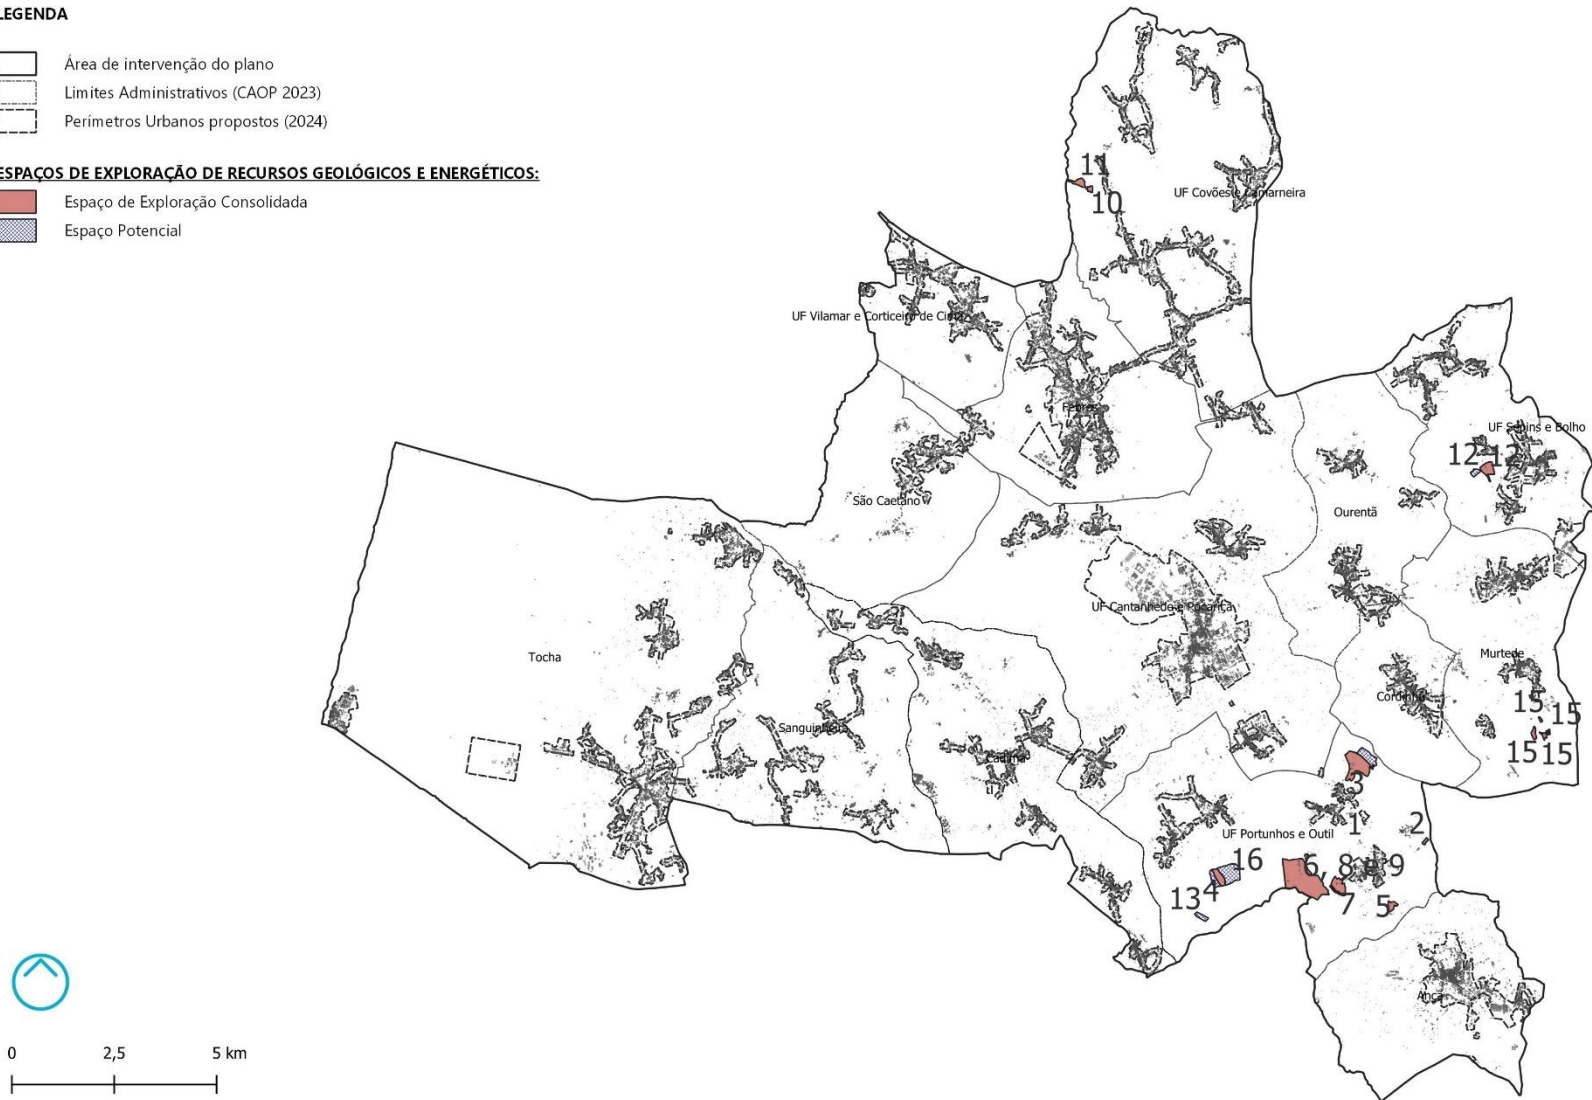 LEGENDA
Área de intervenção do plano
Limites Administrativos (CAOP 2023)
Perímetros Urbanos propostos (2024)
ESPAÇOS DE EXPLORAÇÃO DE RECURSOS GEOLÓGICOS E ENERGÉTICOS:
Espaço de Exploração Consolidada
Espaço Potencial
11
10
UF Covões e Camarneira
UF Vilamar e Corticeiro de Cima
Febres
UF Sepins e Bolho
12
12
São Caetano
Ourentã
UF Cantanhede e Pocariça
Tocha
Murtede
Cordinhã
15
15
15
15
Sanguinheira
Cadima
3
1
2
UF Portunhos e Outil
16
6, 8 e 9
13
4
7
5
Ançã
0
2,5
5 km